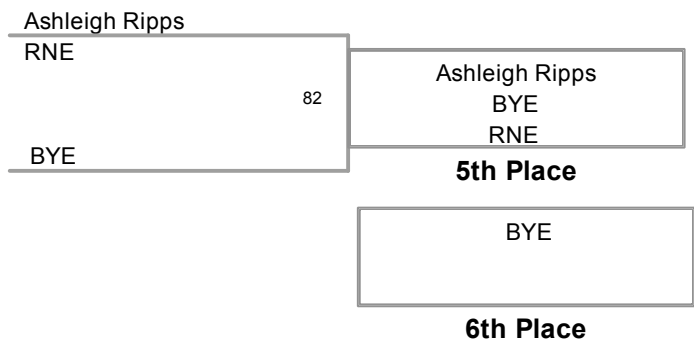 Ashleigh Ripps
RNE
82
BYE
Ashleigh Ripps
BYE
RNE
5th Place
BYE
6th Place